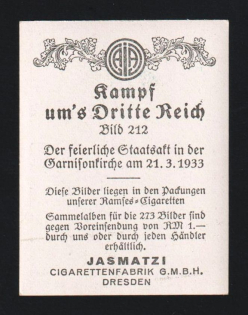 Kampf
um's Dritte Reich
Bild 212
Der feierliche Staatsakt in der
Garnisonkirche am 21. 3. 1933
Diese Bilder liegen in den Packungen
unserer Ramses-Cigaretten
Sammelalben für die 273 Bilder sind
gegen Voreinsendung von RM 1.—
durch uns oder durch jeden Händler
erhältlich.
JASMATZI
CIGARETTENFABRIK G.M.B.H.
DRESDEN